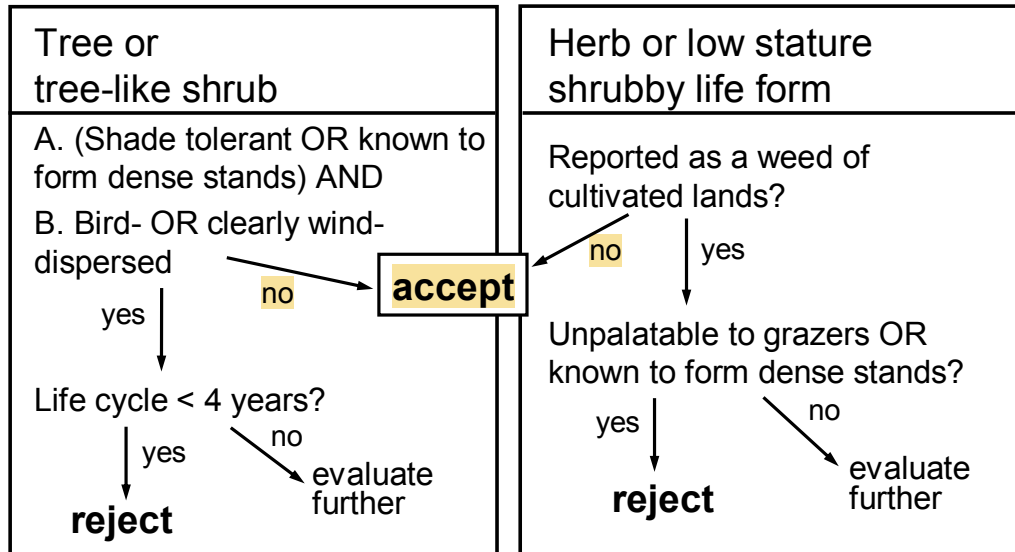 Tree or
tree-like shrub
A. (Shade tolerant OR known to
form dense stands) AND
B. Bird- OR clearly wind-
dispersed
no
yes
Life cycle < 4 years?
yes
no
reject
evaluate
further
accept
Herb or low stature
shrubby life form
Reported as a weed of
cultivated lands?
no
yes
Unpalatable to grazers OR
known to form dense stands?
yes
no
reject
evaluate
further